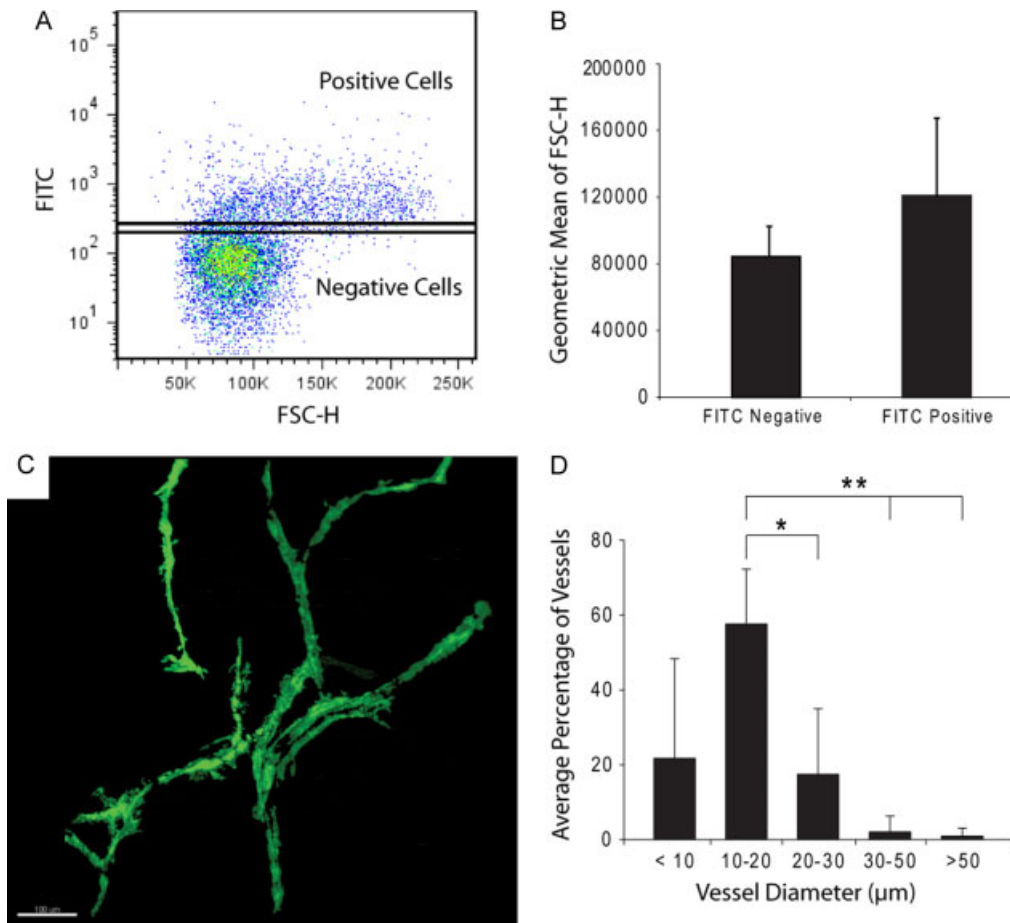 A
FITC
10^5
10^4
10^3
10^2
10^1
Positive Cells
Negative Cells
50K 100K 150K 200K 250K
FSC-H
B
Geometric Mean of FSC-H
200000
160000
120000
80000
40000
0
FITC Negative FITC Positive
C
100 µm
D
Average Percentage of Vessels
80
60
40
20
0
**
*
< 10 10-20 20-30 30-50 >50
Vessel Diameter (µm)